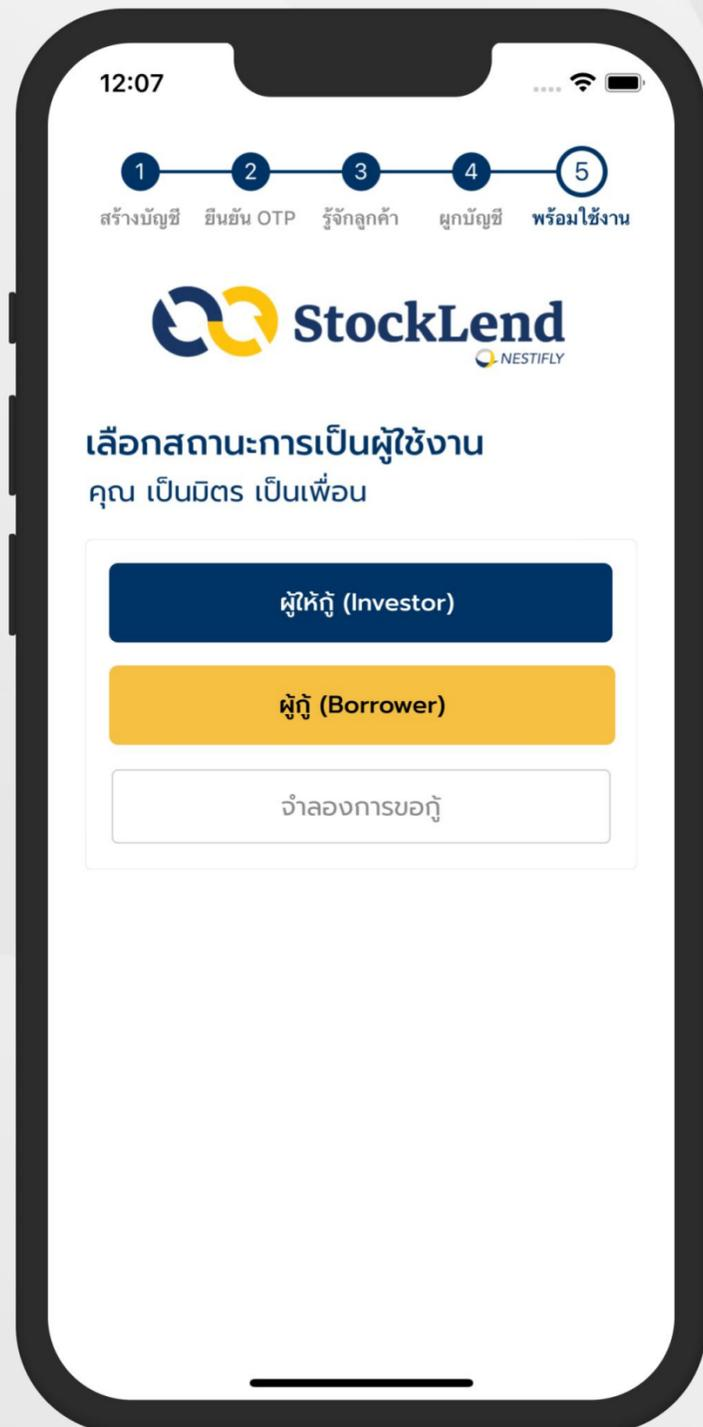 12:07
1 2 3 4 5
สร้างบัญชี ยืนยัน OTP รู้จักลูกค้า ผูกบัญชี พร้อมใช้งาน
StockLend
NESTIFLY
เลือกสถานะการเป็นผู้ใช้งาน
คุณ เป็นมิตร เป็นเพื่อน
ผู้ให้กู้ (Investor)
ผู้กู้ (Borrower)
จำลองการขอกู้